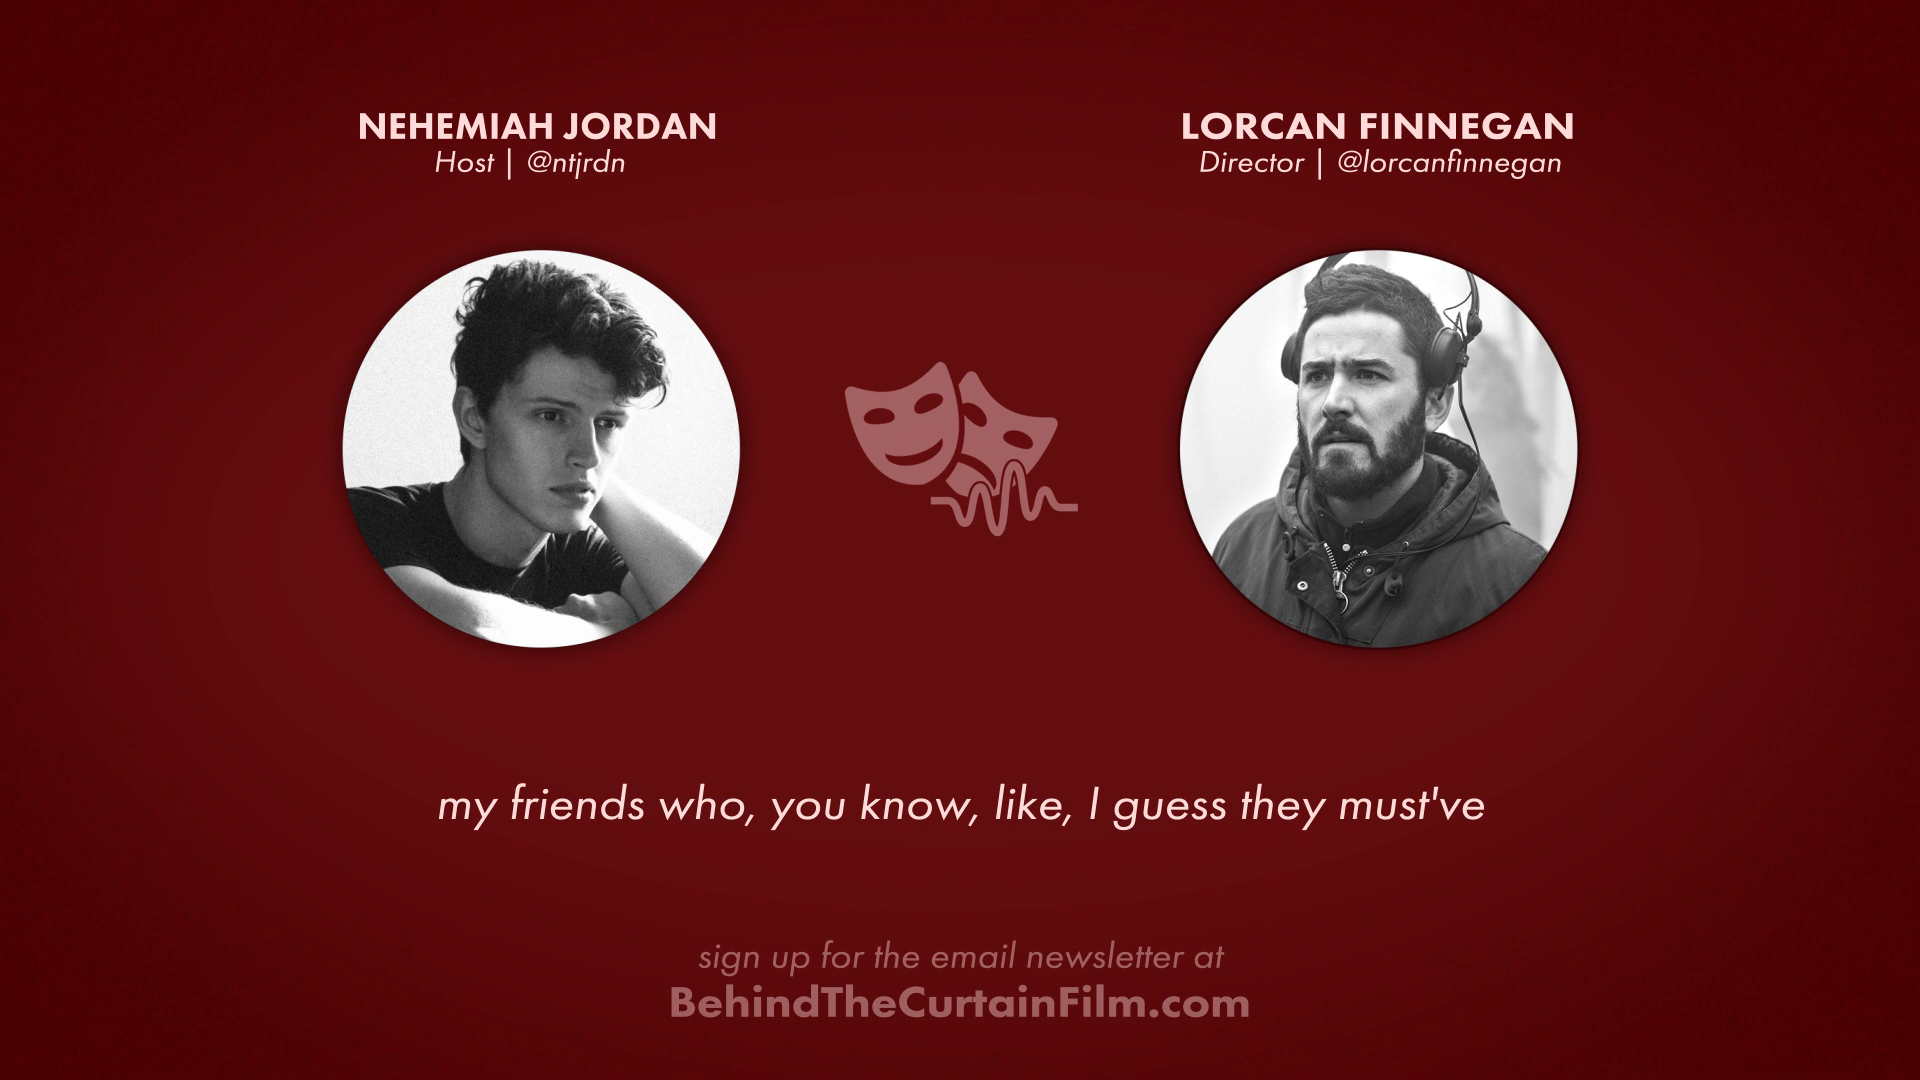 NEHEMIAH JORDAN
Host | @ntjrdn
LORCAN FINNEGAN
Director | @lorcanfinnegan
my friends who, you know, like, I guess they must've
sign up for the email newsletter at
BehindTheCurtainFilm.com